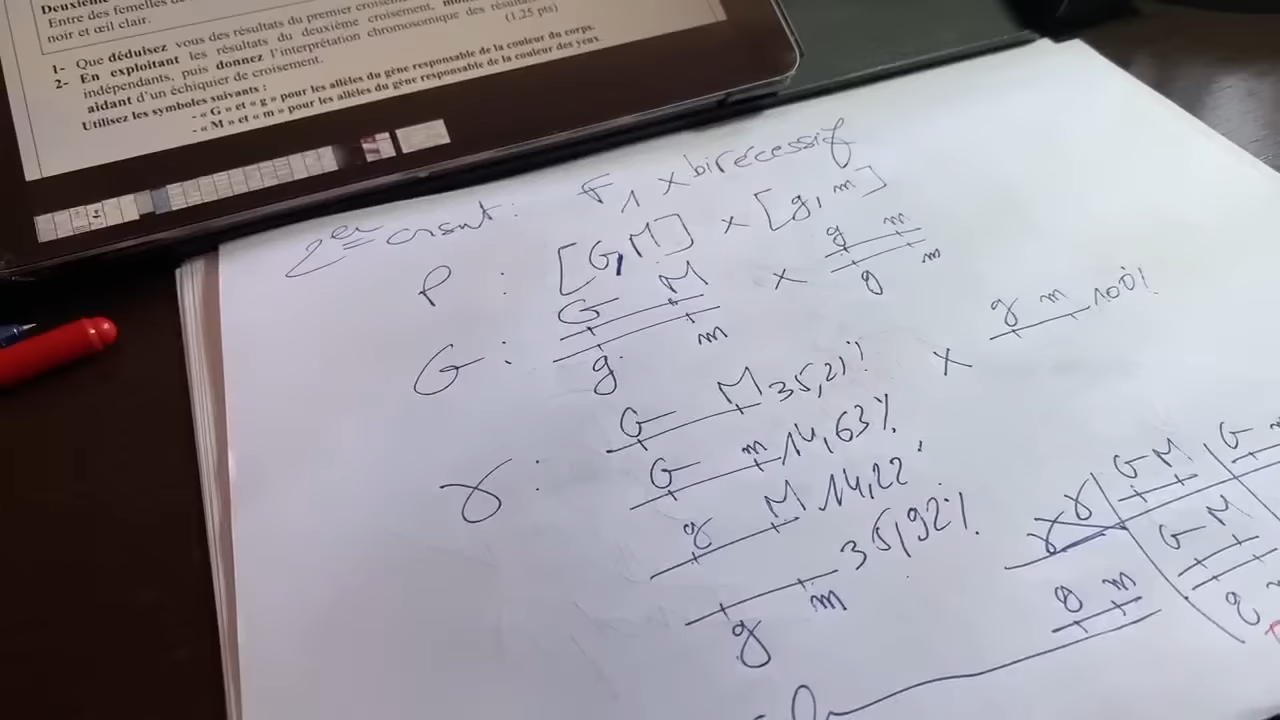 Deuxième
Entre des femelles de
noir et œil clair.
1- Que déduisez vous des résultats du premier
2- En exploitant les résultats du deuxième croisement,
indépendants, puis donnez l'interprétation chromosomique des
aidant d'un échiquier de croisement. (1,25 pts)
Utilisez les symboles suivants :
- « G » et « g » pour les allèles du gène responsable de la couleur du corps.
- « M » et « m » pour les allèles du gène responsable de la couleur des yeux.
F1 × birécessif
P : [G,M] × [g,m]
G : G M × g m
g m g m
γ : G M 35,21% × g m 100%
G m 14,63%
g M 14,22
g m 35,92%
γ γ G M G
g m G M
g